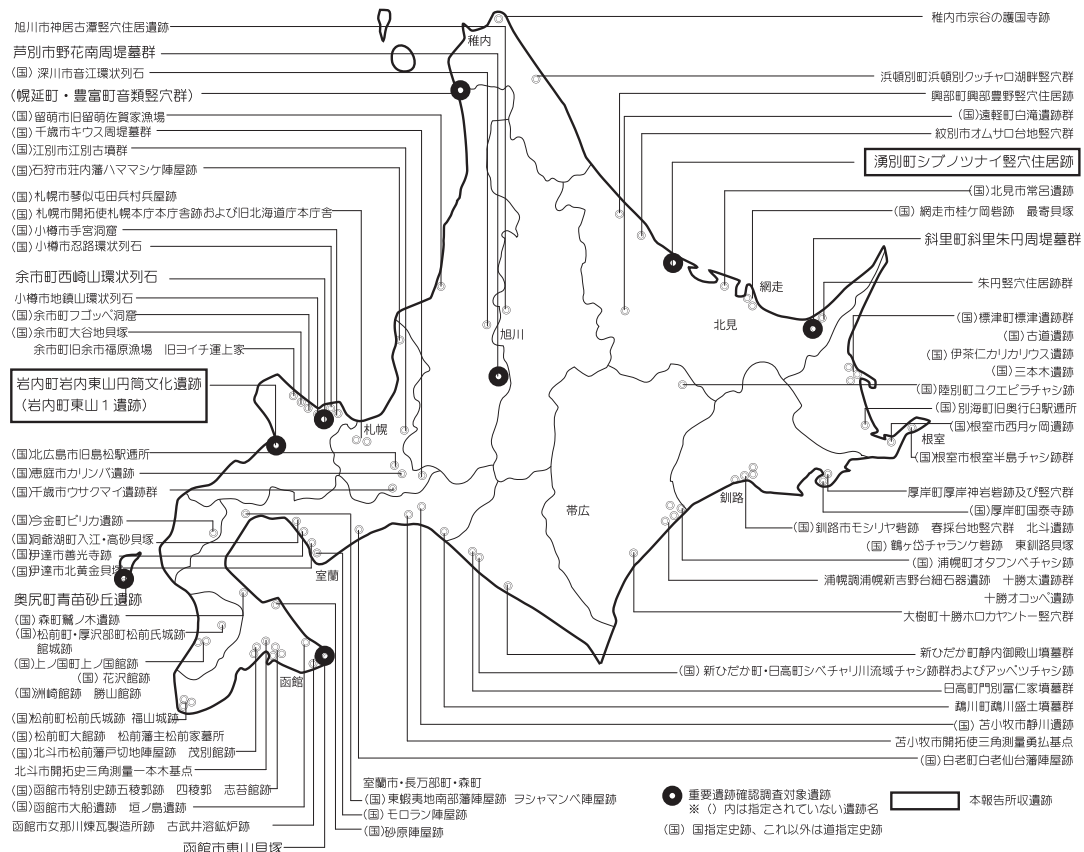 旭川市神居古潭竪穴住居遺跡
芦別市野花南周堤墓群
(国) 深川市音江環状列石
(幌延町・豊富町音類竪穴群)
(国) 留萌市旧留萌佐賀家漁場
(国) 千歳市キウス周堤墓群
(国) 江別市江別古墳群
(国) 石狩市荘内藩ハママシケ陣屋跡
(国) 札幌市琴似屯田兵村兵屋跡
(国) 札幌市開拓使札幌本庁本庁舎跡および旧北海道庁本庁舎
(国) 小樽市手宮洞窟
(国) 小樽市忍路環状列石
余市町西崎山環状列石
小樽市地鎮山環状列石
(国) 余市町フゴッペ洞窟
(国) 余市町大谷地貝塚
余市町旧余市福原漁場 旧ヨイチ運上家
岩内町岩内東山円筒文化遺跡
(岩内町東山1遺跡)
(国) 北広島市旧島松駅逓所
(国) 恵庭市カリンバ遺跡
(国) 千歳市ウサクマイ遺跡群
(国) 今金町ピリカ遺跡
(国) 洞爺湖町入江・高砂貝塚
(国) 伊達市善光寺跡
(国) 伊達市北黄金貝塚
奥尻町青苗砂丘遺跡
(国) 森町鷲ノ木遺跡
(国) 松前町・厚沢部町松前氏城跡
館城跡
(国) 上ノ国町上ノ国館跡
(国) 花沢館跡
(国) 洲崎館跡 勝山館跡
(国) 松前町松前氏城跡 福山城跡
(国) 松前町大館跡 松前藩主松前家墓所
(国) 北斗市松前藩戸切地陣屋跡 茂別館跡
北斗市開拓史三角測量一本木基点
(国) 函館市特別史跡五稜郭跡 四稜郭 志苔館跡
(国) 函館市大船遺跡 垣ノ島遺跡
函館市女那川煉瓦製造所跡 古武井溶鉱炉跡
函館市東山貝塚
稚内
旭川
札幌
室蘭
函館
帯広
釧路
根室
北見
網走
稚内市宗谷の護国寺跡
浜頓別町浜頓別クッチャロ湖畔竪穴群
興部町興部豊野竪穴住居跡
(国) 遠軽町白滝遺跡群
紋別市オムサロ台地竪穴群
湧別町シブノツナイ竪穴住居跡
(国) 北見市常呂遺跡
(国) 網走市桂ケ岡砦跡 最寄貝塚
斜里町斜里朱円周堤墓群
朱円竪穴住居跡群
(国) 標津町標津遺跡群
(国) 古道遺跡
(国) 伊茶仁カリカリウス遺跡
(国) 三本木遺跡
(国) 陸別町ユクエピラチャシ跡
(国) 別海町旧奥行臼駅逓所
(国) 根室市西月ヶ岡遺跡
(国) 根室市根室半島チャシ跡群
厚岸町厚岸神岩砦跡及び竪穴群
(国) 厚岸町国泰寺跡
(国) 釧路市モシリヤ砦跡 春採台地竪穴群 北斗遺跡
(国) 鶴ヶ岱チャランケ砦跡 東釧路貝塚
(国) 浦幌町オタフンベチャシ跡
浦幌調浦幌新吉野台細石器遺跡 十勝太遺跡群
十勝オコッペ遺跡
大樹町十勝ホロカヤントー竪穴群
新ひだか町静内御殿山墳墓群
(国) 新ひだか町・日高町シベチャリ川流域チャシ跡群およびアッペツチャシ跡
日高町門別冨仁家墳墓群
鵡川町鵡川盛土墳墓群
(国) 苫小牧市静川遺跡
苫小牧市開拓使三角測量勇払基点
(国) 白老町白老仙台藩陣屋跡
室蘭市・長万部町・森町
(国) 東蝦夷地南部藩陣屋跡 ヲシャマンベ陣屋跡
(国) モロラン陣屋跡
(国) 砂原陣屋跡
重要遺跡確認調査対象遺跡
※ () 内は指定されていない遺跡名
(国) 国指定史跡、これ以外は道指定史跡
本報告所収遺跡